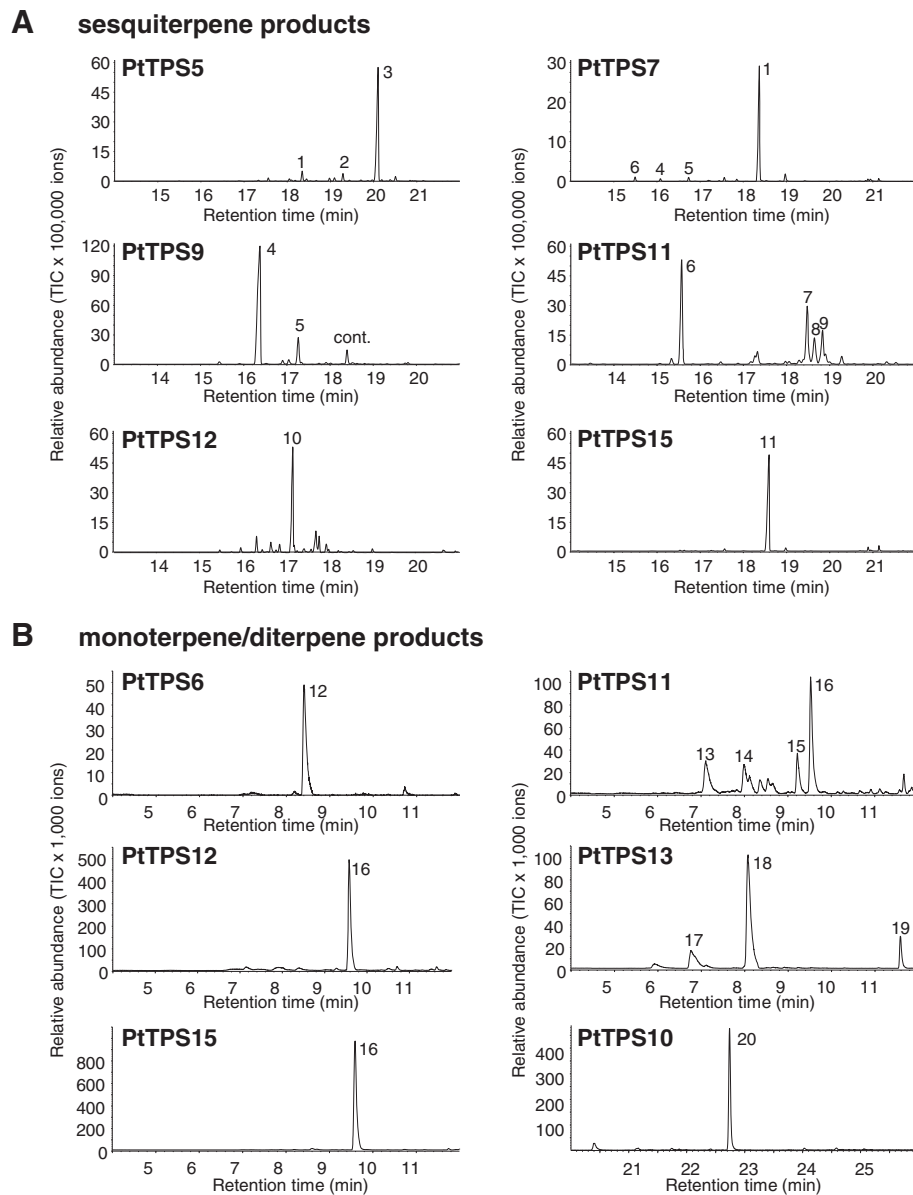 A sesquiterpene products
Relative abundance (TIC x 100,000 ions)
PtTPS5
60
45
30
15
0
1
2
3
15 16 17 18 19 20 21
Retention time (min)
PtTPS7
30
20
10
0
6
4
5
1
15 16 17 18 19 20 21
Retention time (min)
PtTPS9
120
90
60
30
0
4
5
cont.
14 16 17 18 19 20
Retention time (min)
Relative abundance (TIC x 100,000 ions)
PtTPS11
60
45
30
15
0
6
7
8
9
14 15 16 17 18 19 20
Retention time (min)
PtTPS12
60
45
30
15
0
10
14 16 17 18 19 20
Retention time (min)
PtTPS15
60
45
30
15
0
11
15 16 17 18 19 20 21
Retention time (min)
B monoterpene/diterpene products
Relative abundance (TIC x 1,000 ions)
PtTPS6
50
40
30
20
10
0
12
5 6 7 8 9 10 11
Retention time (min)
PtTPS11
100
80
60
40
20
0
13
14
15
16
5 6 7 8 9 10 11
Retention time (min)
PtTPS12
500
400
300
200
100
0
16
5 6 7 8 9 10 11
Retention time (min)
Relative abundance (TIC x 1,000 ions)
PtTPS13
100
80
60
40
20
0
17
18
19
5 6 7 8 9 10 11
Retention time (min)
PtTPS15
800
600
400
200
0
16
5 6 7 8 9 10 11
Retention time (min)
PtTPS10
400
300
200
100
20
21 22 23 24 25
Retention time (min)